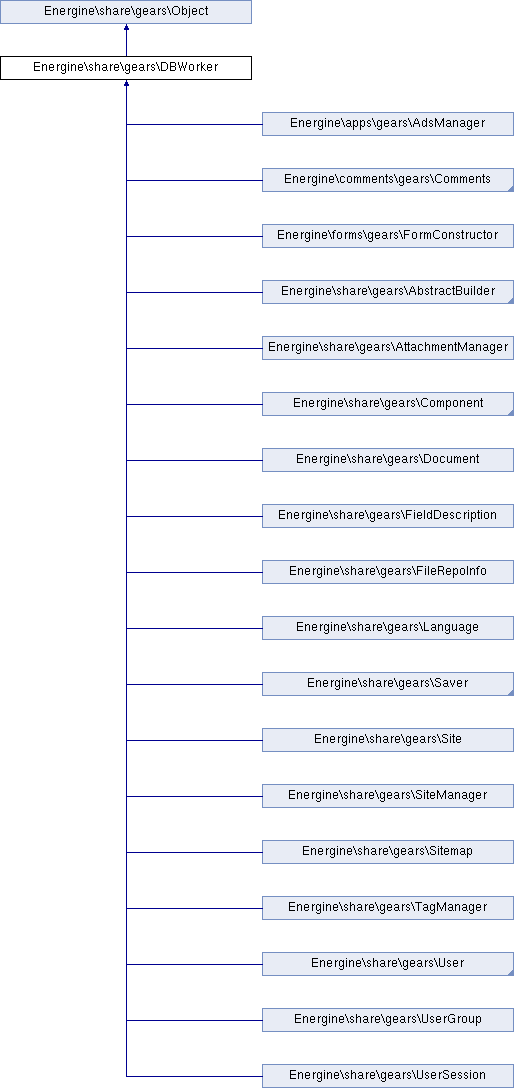 Energine\share\gears\Object
Energine\share\gears\DBWorker
Energine\apps\gears\AdsManager
Energine\comments\gears\Comments
Energine\forms\gears\FormConstructor
Energine\share\gears\AbstractBuilder
Energine\share\gears\AttachmentManager
Energine\share\gears\Component
Energine\share\gears\Document
Energine\share\gears\FieldDescription
Energine\share\gears\FileRepoInfo
Energine\share\gears\Language
Energine\share\gears\Saver
Energine\share\gears\Site
Energine\share\gears\SiteManager
Energine\share\gears\Sitemap
Energine\share\gears\TagManager
Energine\share\gears\User
Energine\share\gears\UserGroup
Energine\share\gears\UserSession